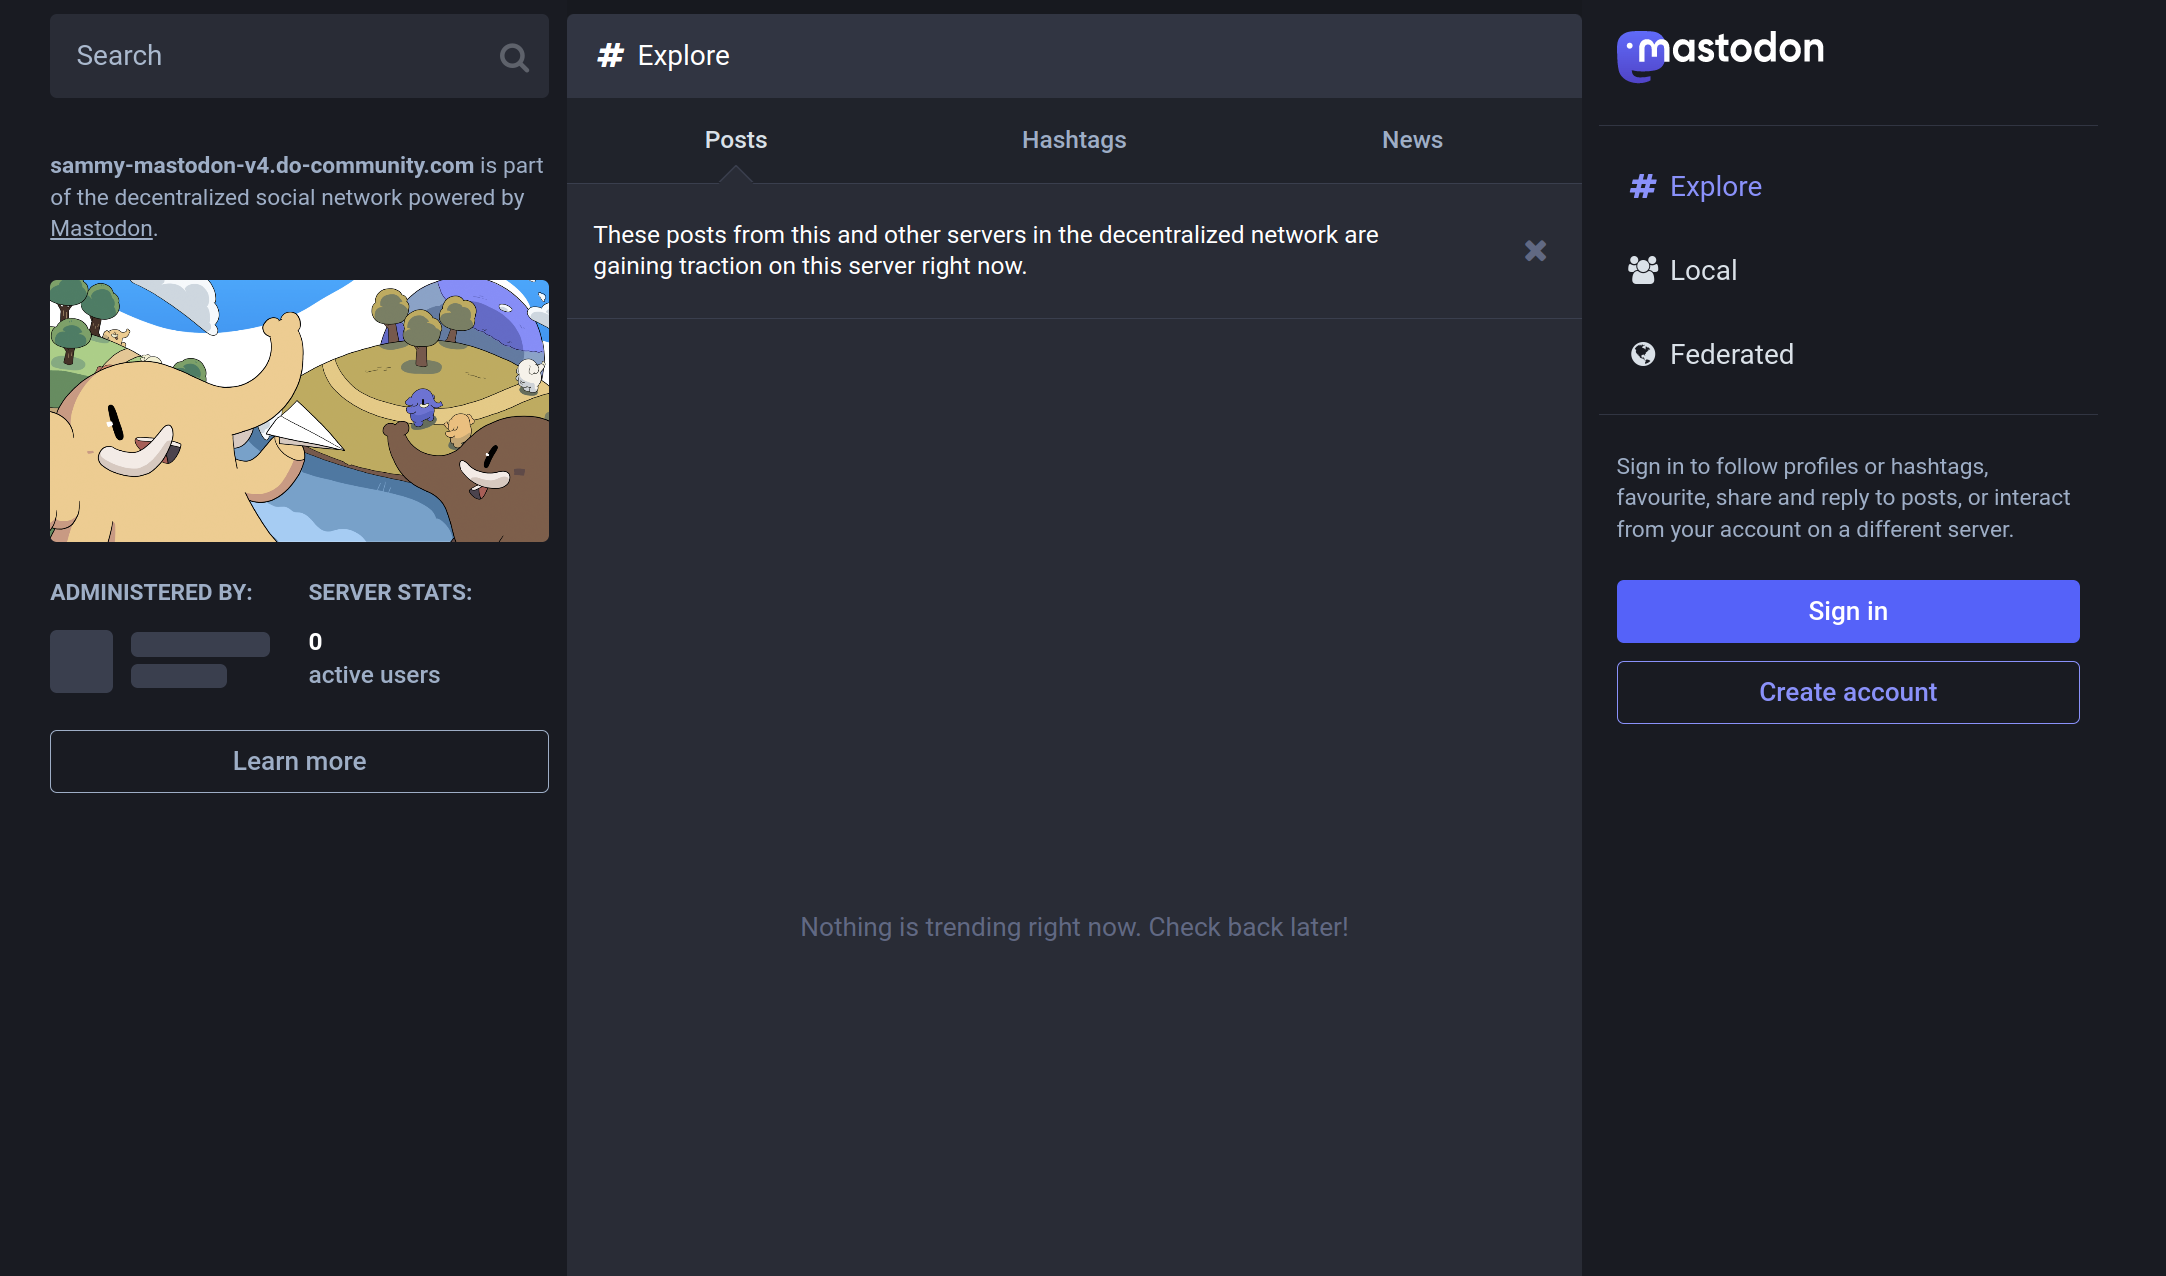 Search
sammy-mastodon-v4.do-community.com is part
of the decentralized social network powered by
Mastodon.
ADMINISTERED BY:
SERVER STATS:
0
active users
Learn more
# Explore
Posts
Hashtags
News
These posts from this and other servers in the decentralized network are
gaining traction on this server right now.
Nothing is trending right now. Check back later!
mastodon
# Explore
Local
Federated
Sign in to follow profiles or hashtags,
favourite, share and reply to posts, or interact
from your account on a different server.
Sign in
Create account